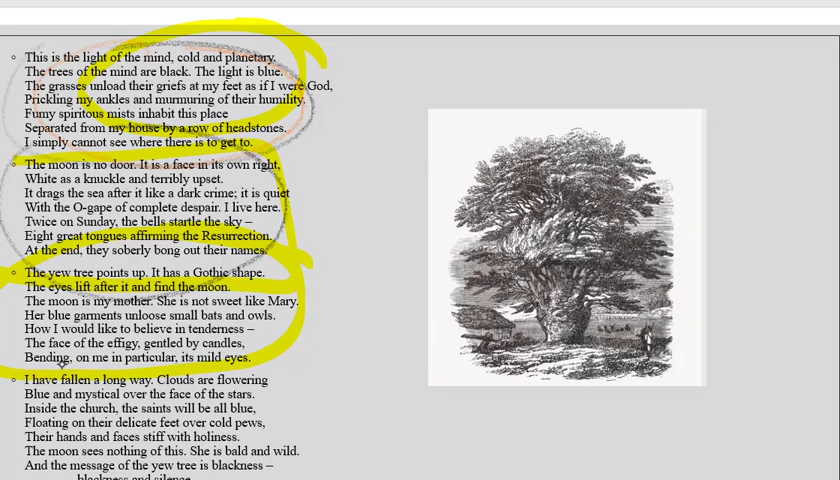 This is the light of the mind, cold and planetary.
The trees of the mind are black. The light is blue.
The grasses unload their griefs at my feet as if I were God,
Prickling my ankles and murmuring of their humility.
Fumy spiritous mists inhabit this place
Separated from my house by a row of headstones.
I simply cannot see where there is to get to.
The moon is no door. It is a face in its own right,
White as a knuckle and terribly upset.
It drags the sea after it like a dark crime; it is quiet
With the O-gape of complete despair. I live here.
Twice on Sunday, the bells startle the sky –
Eight great tongues affirming the Resurrection.
At the end, they soberly bong out their names.
The yew tree points up. It has a Gothic shape.
The eyes lift after it and find the moon.
The moon is my mother. She is not sweet like Mary.
Her blue garments unloose small bats and owls.
How I would like to believe in tenderness –
The face of the effigy, gentled by candles,
Bending, on me in particular, its mild eyes.
I have fallen a long way. Clouds are flowering
Blue and mystical over the face of the stars.
Inside the church, the saints will be all blue,
Floating on their delicate feet over cold pews,
Their hands and faces stiff with holiness.
The moon sees nothing of this. She is bald and wild.
And the message of the yew tree is blackness –
blackness and silence